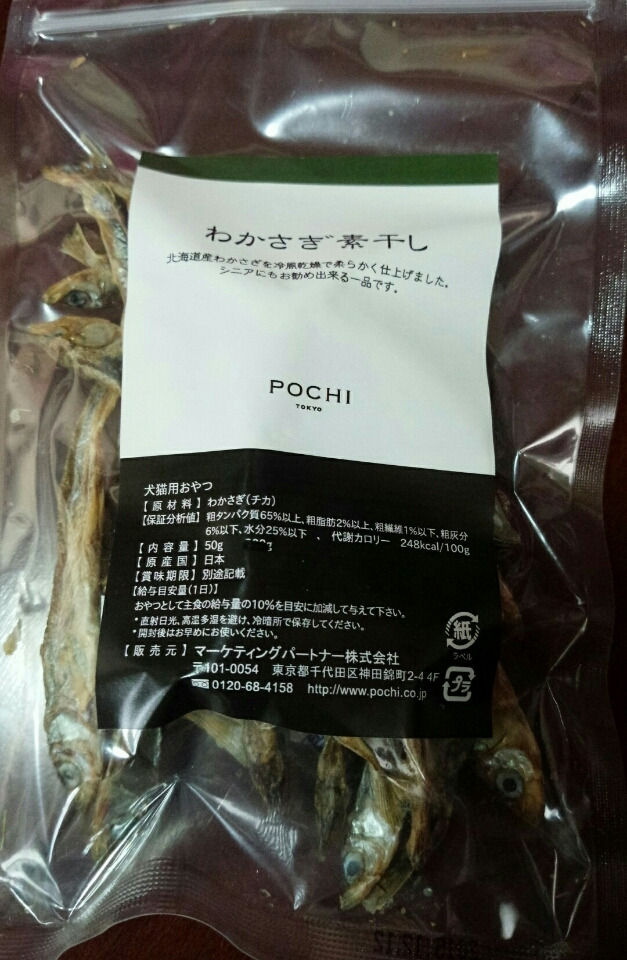 わかさぎ素干し
北海道産わかさぎを冷風乾燥で柔らかく仕上げました。
シニアにもお勧め出来る一品です。
POCHI
TOKYO
犬猫用おやつ
【原材料】わかさぎ(チカ)
【保証分析値】粗タンパク質65%以上、粗脂肪2%以上、粗繊維1%以下、粗灰分
6%以下、水分25%以下 、 代謝カロリー 248kcal/100g
【内容量】50g
【原産国】日本
【賞味期限】別途記載
【給与目安量(1日)】
おやつとして主食の給与量の10%を目安に加減して与えて下さい。
*直射日光、高温多湿を避け、冷暗所で保存してください。
*開封後はお早めにお使いください。
【販売元】マーケティングパートナー株式会社
〒101-0054 東京都千代田区神田錦町2-4 4F
0120-68-4158 http://www.pochi.co.jp
紙
ラベル
プラ
2015.12.12